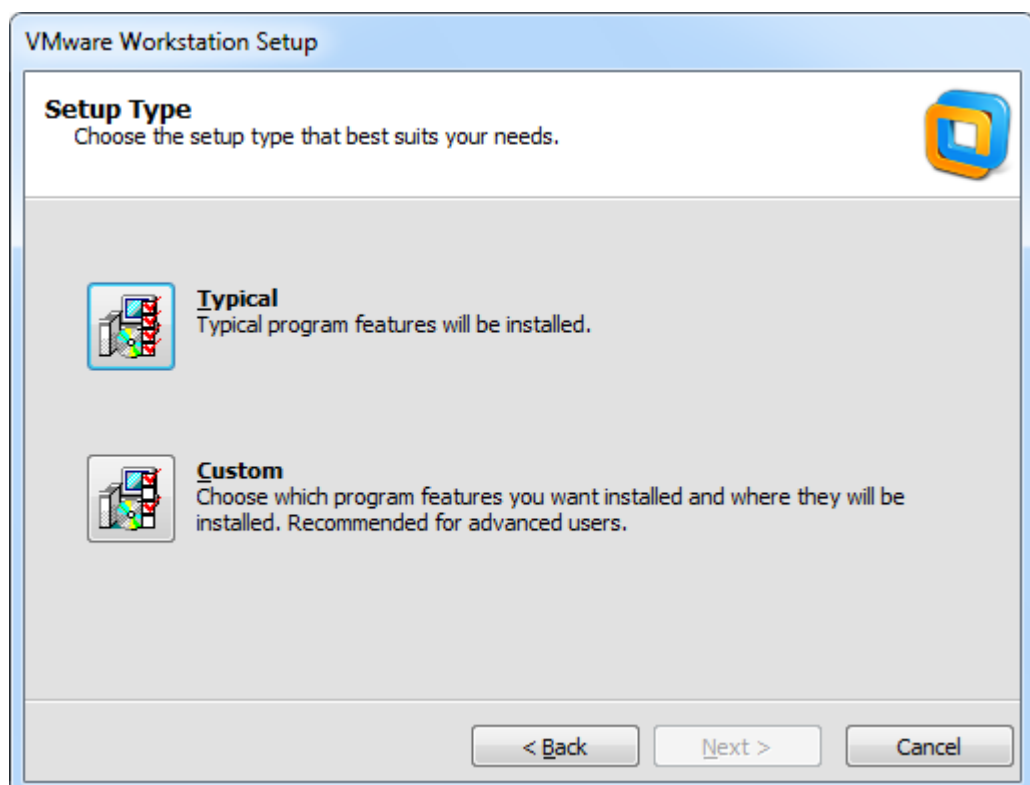 VMware Workstation Setup
Setup Type
Choose the setup type that best suits your needs.
Typical
Typical program features will be installed.
Custom
Choose which program features you want installed and where they will be
installed. Recommended for advanced users.
< Back
Next >
Cancel